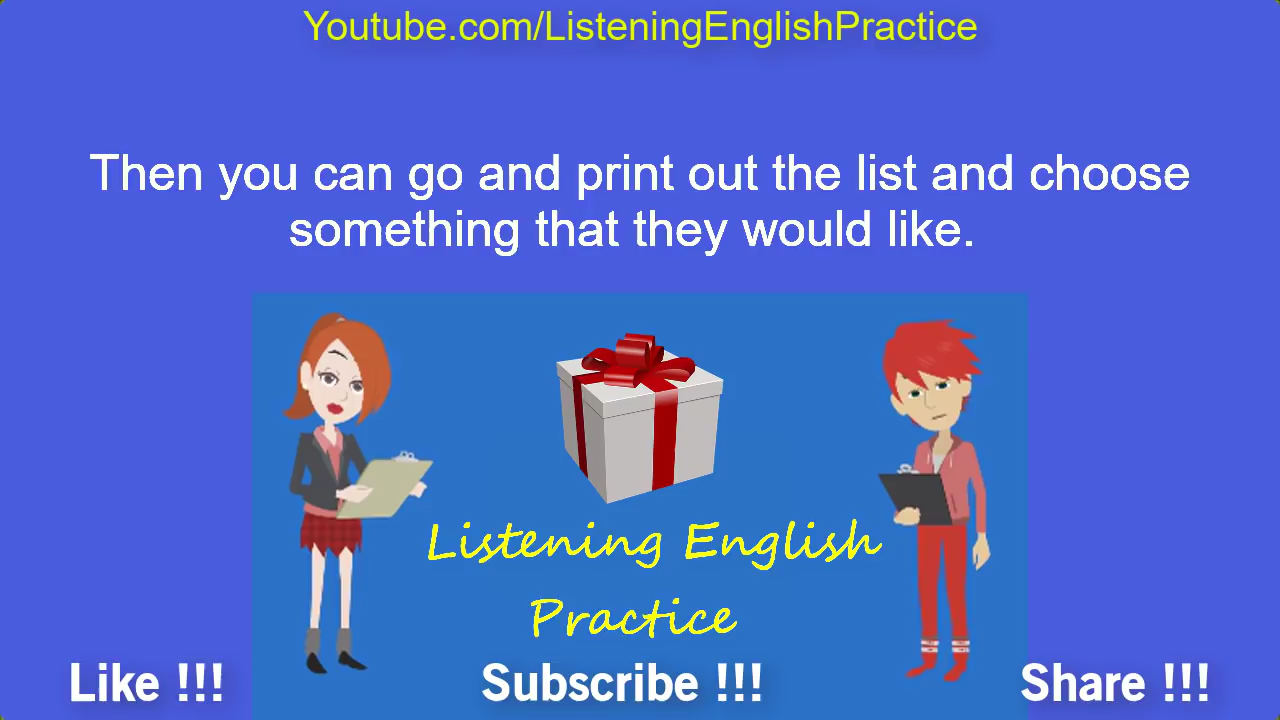 Youtube.com/ListeningEnglishPractice
Then you can go and print out the list and choose
something that they would like.
Listening English
Practice
Like !!!
Subscribe !!!
Share !!!